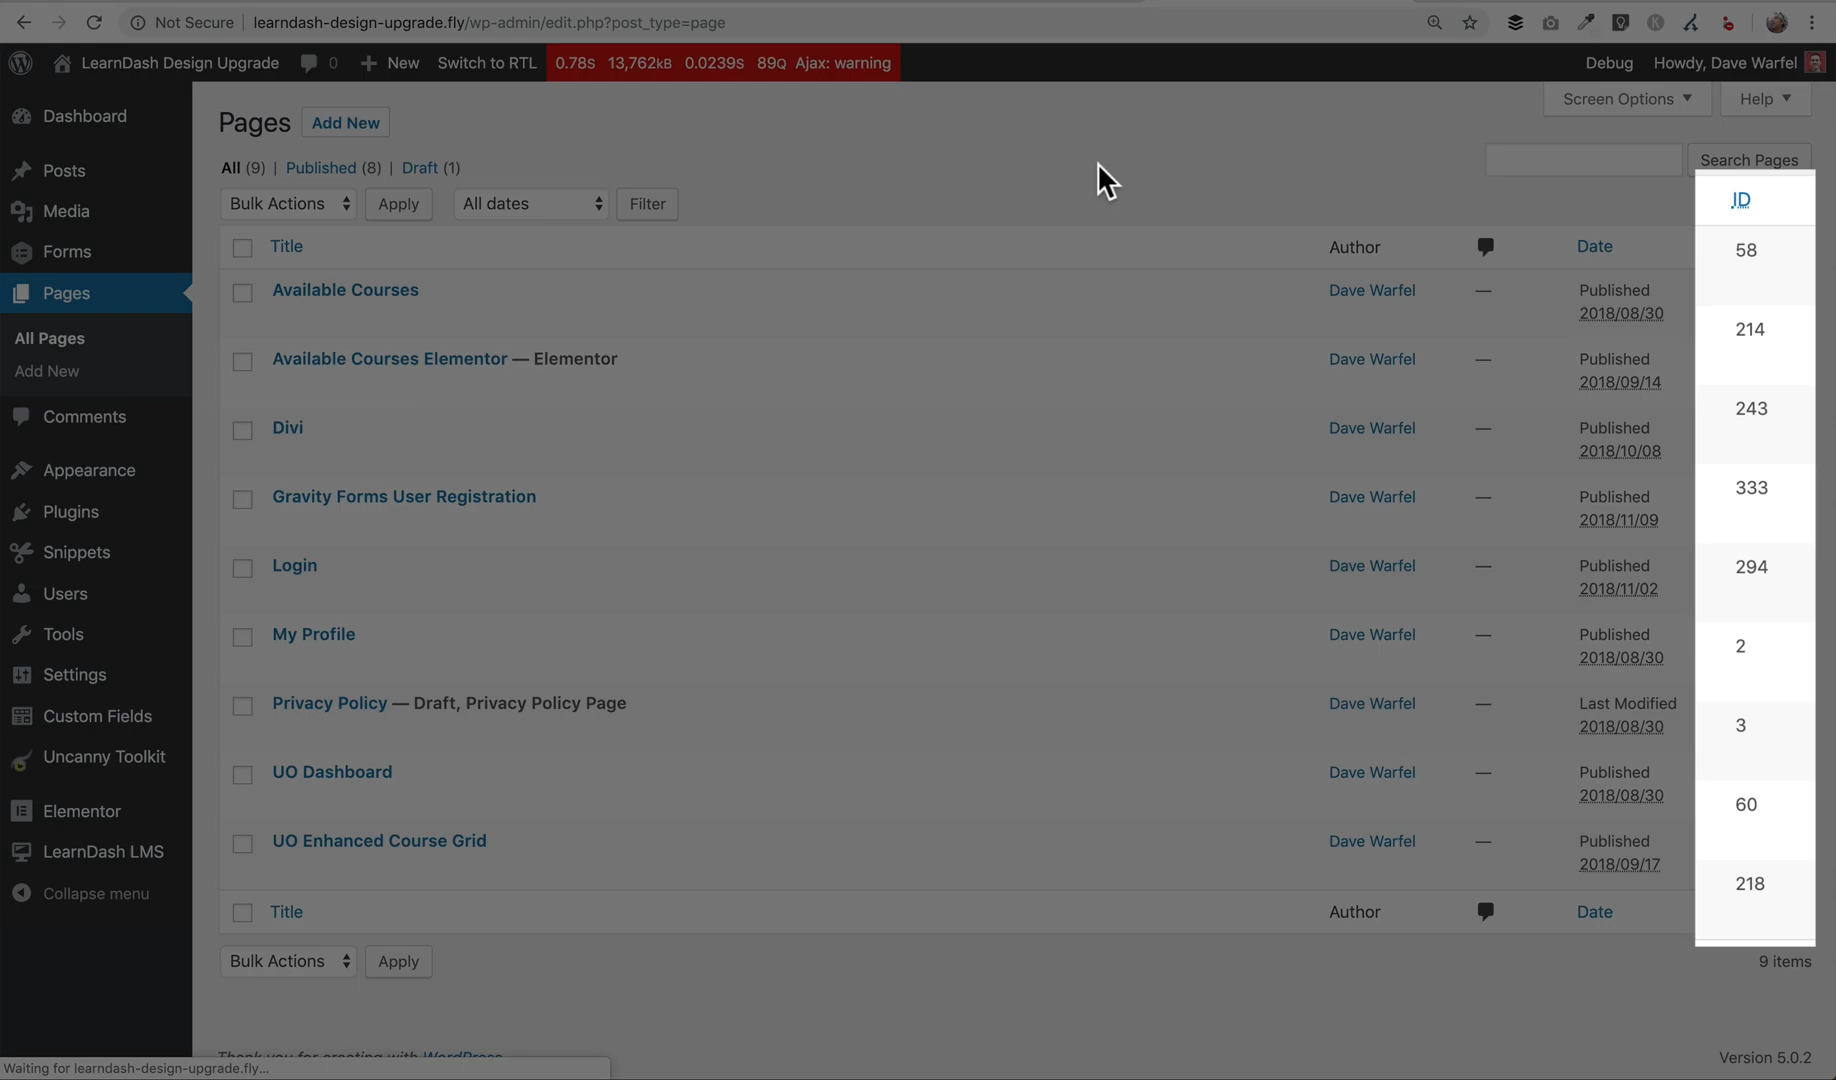 Not Secure learndash-design-upgrade.fly/wp-admin/edit.php?post_type=page
LearnDash Design Upgrade 0 New Switch to RTL 0.78s 13,762kB 0.0239s 89Q Ajax: warning Debug Howdy, Dave Warfel
Dashboard
Posts
Media
Forms
Pages
All Pages
Add New
Comments
Appearance
Plugins
Snippets
Users
Tools
Settings
Custom Fields
Uncanny Toolkit
Elementor
LearnDash LMS
Collapse menu
Screen Options Help
Pages Add New
All (9) | Published (8) | Draft (1)
Search Pages
Bulk Actions Apply All dates Filter
Title Author Date
Available Courses Dave Warfel — Published
2018/08/30
Available Courses Elementor — Elementor Dave Warfel — Published
2018/09/14
Divi Dave Warfel — Published
2018/10/08
Gravity Forms User Registration Dave Warfel — Published
2018/11/09
Login Dave Warfel — Published
2018/11/02
My Profile Dave Warfel — Published
2018/08/30
Privacy Policy — Draft, Privacy Policy Page Dave Warfel — Last Modified
2018/08/30
UO Dashboard Dave Warfel — Published
2018/08/30
UO Enhanced Course Grid Dave Warfel — Published
2018/09/17
Title Author Date
ID
58
214
243
333
294
2
3
60
218
Bulk Actions Apply
9 items
Thank you for creating with WordPress
Version 5.0.2
Waiting for learndash-design-upgrade.fly...